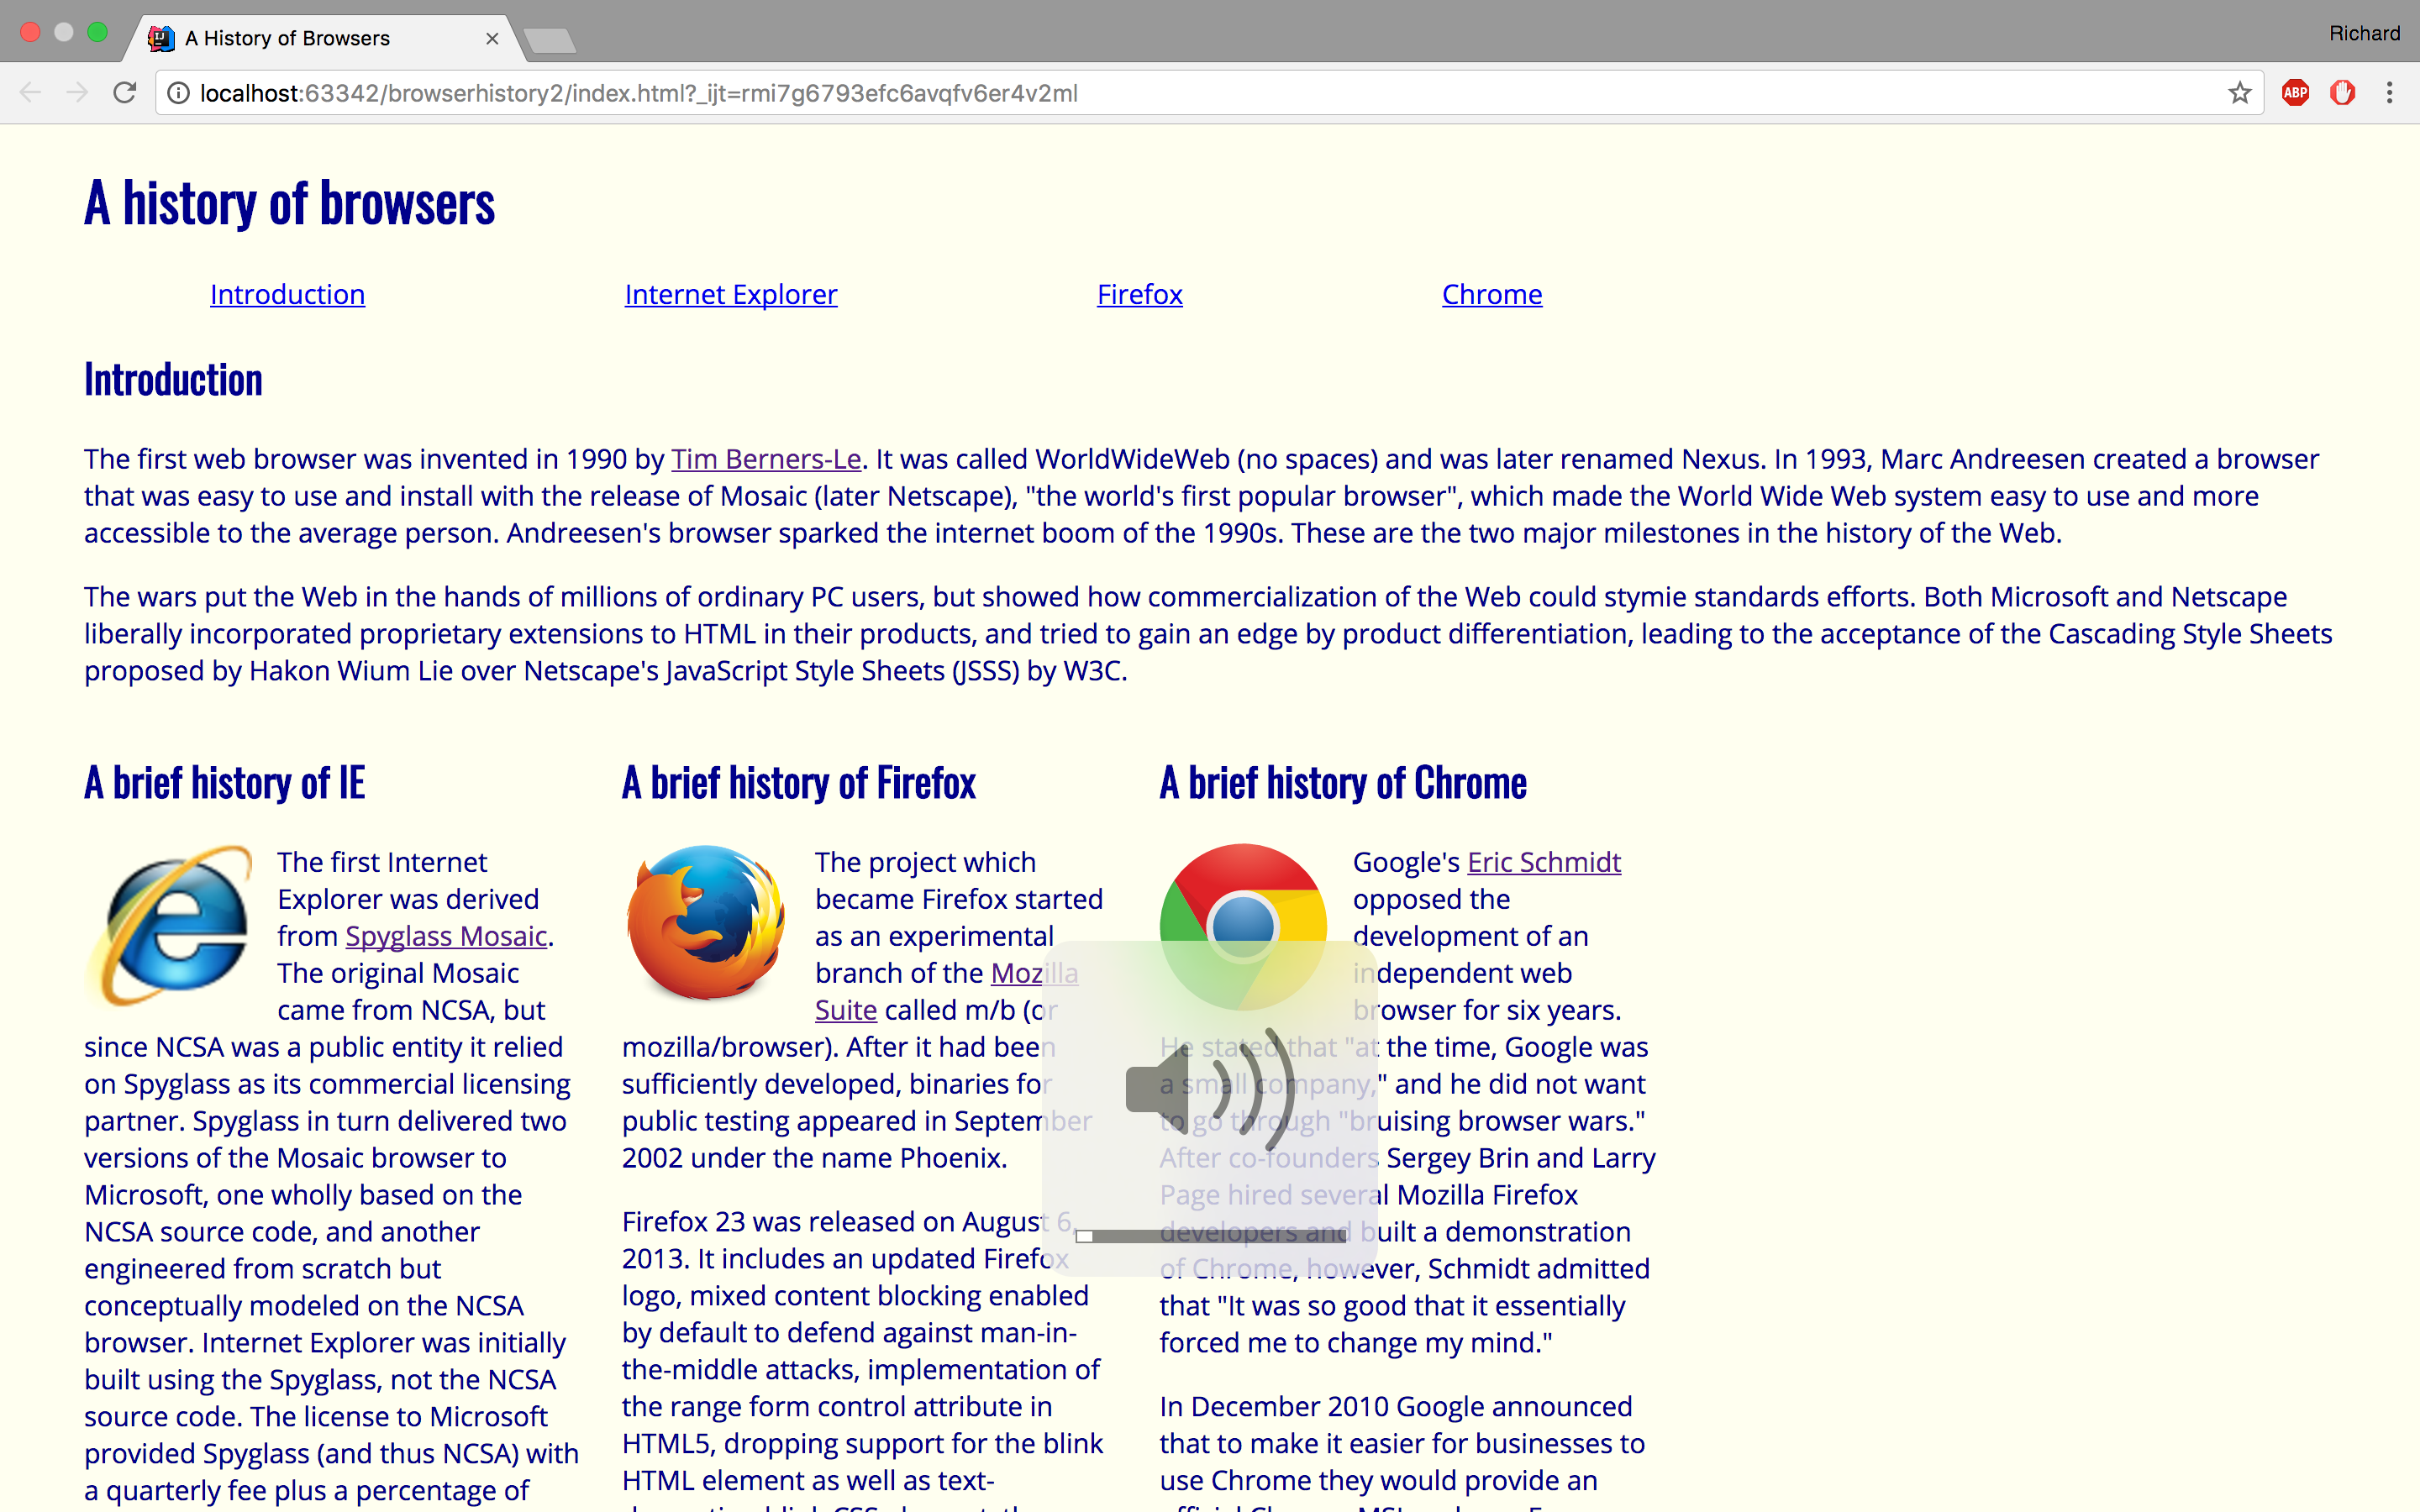 A History of Browsers
Richard
localhost:63342/browserhistory2/index.html?_ijt=rmi7g6793efc6avqfv6er4v2ml
ABP
A history of browsers
Introduction
Internet Explorer
Firefox
Chrome
Introduction
The first web browser was invented in 1990 by Tim Berners-Le. It was called WorldWideWeb (no spaces) and was later renamed Nexus. In 1993, Marc Andreesen created a browser
that was easy to use and install with the release of Mosaic (later Netscape), "the world's first popular browser", which made the World Wide Web system easy to use and more
accessible to the average person. Andreesen's browser sparked the internet boom of the 1990s. These are the two major milestones in the history of the Web.
The wars put the Web in the hands of millions of ordinary PC users, but showed how commercialization of the Web could stymie standards efforts. Both Microsoft and Netscape
liberally incorporated proprietary extensions to HTML in their products, and tried to gain an edge by product differentiation, leading to the acceptance of the Cascading Style Sheets
proposed by Hakon Wium Lie over Netscape's JavaScript Style Sheets (JSSS) by W3C.
A brief history of IE
The first Internet
Explorer was derived
from Spyglass Mosaic.
The original Mosaic
came from NCSA, but
since NCSA was a public entity it relied
on Spyglass as its commercial licensing
partner. Spyglass in turn delivered two
versions of the Mosaic browser to
Microsoft, one wholly based on the
NCSA source code, and another
engineered from scratch but
conceptually modeled on the NCSA
browser. Internet Explorer was initially
built using the Spyglass, not the NCSA
source code. The license to Microsoft
provided Spyglass (and thus NCSA) with
a quarterly fee plus a percentage of
A brief history of Firefox
The project which
became Firefox started
as an experimental
branch of the Mozilla
Suite called m/b (or
mozilla/browser). After it had been
sufficiently developed, binaries for
public testing appeared in September
2002 under the name Phoenix.
Firefox 23 was released on August 6,
2013. It includes an updated Firefox
logo, mixed content blocking enabled
by default to defend against man-in-
the-middle attacks, implementation of
the range form control attribute in
HTML5, dropping support for the blink
HTML element as well as text-
A brief history of Chrome
Google's Eric Schmidt
opposed the
development of an
independent web
browser for six years.
He stated that "at the time, Google was
a small company," and he did not want
to go through "bruising browser wars."
After co-founders Sergey Brin and Larry
Page hired several Mozilla Firefox
developers and built a demonstration
of Chrome, however, Schmidt admitted
that "It was so good that it essentially
forced me to change my mind."
In December 2010 Google announced
that to make it easier for businesses to
use Chrome they would provide an